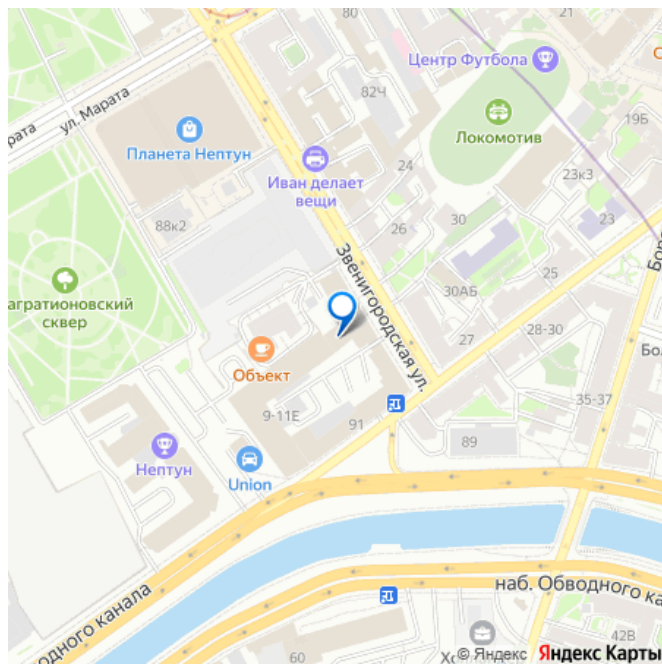 80
21
Центр Футбола
82Ч
ул. Марата
Локомотив
19Б
Планета Нептун
Иван делает
вещи
24
23к3
88к2
26
30
23
Звенигородская ул.
25
агратионовский
сквер
30АБ
28-30
27
Объект
35-37
9-11Е
91
89
Нептун
Union
наб. Обводного ка
одного канала
60
42В
© Яндекс Яндекс Карты